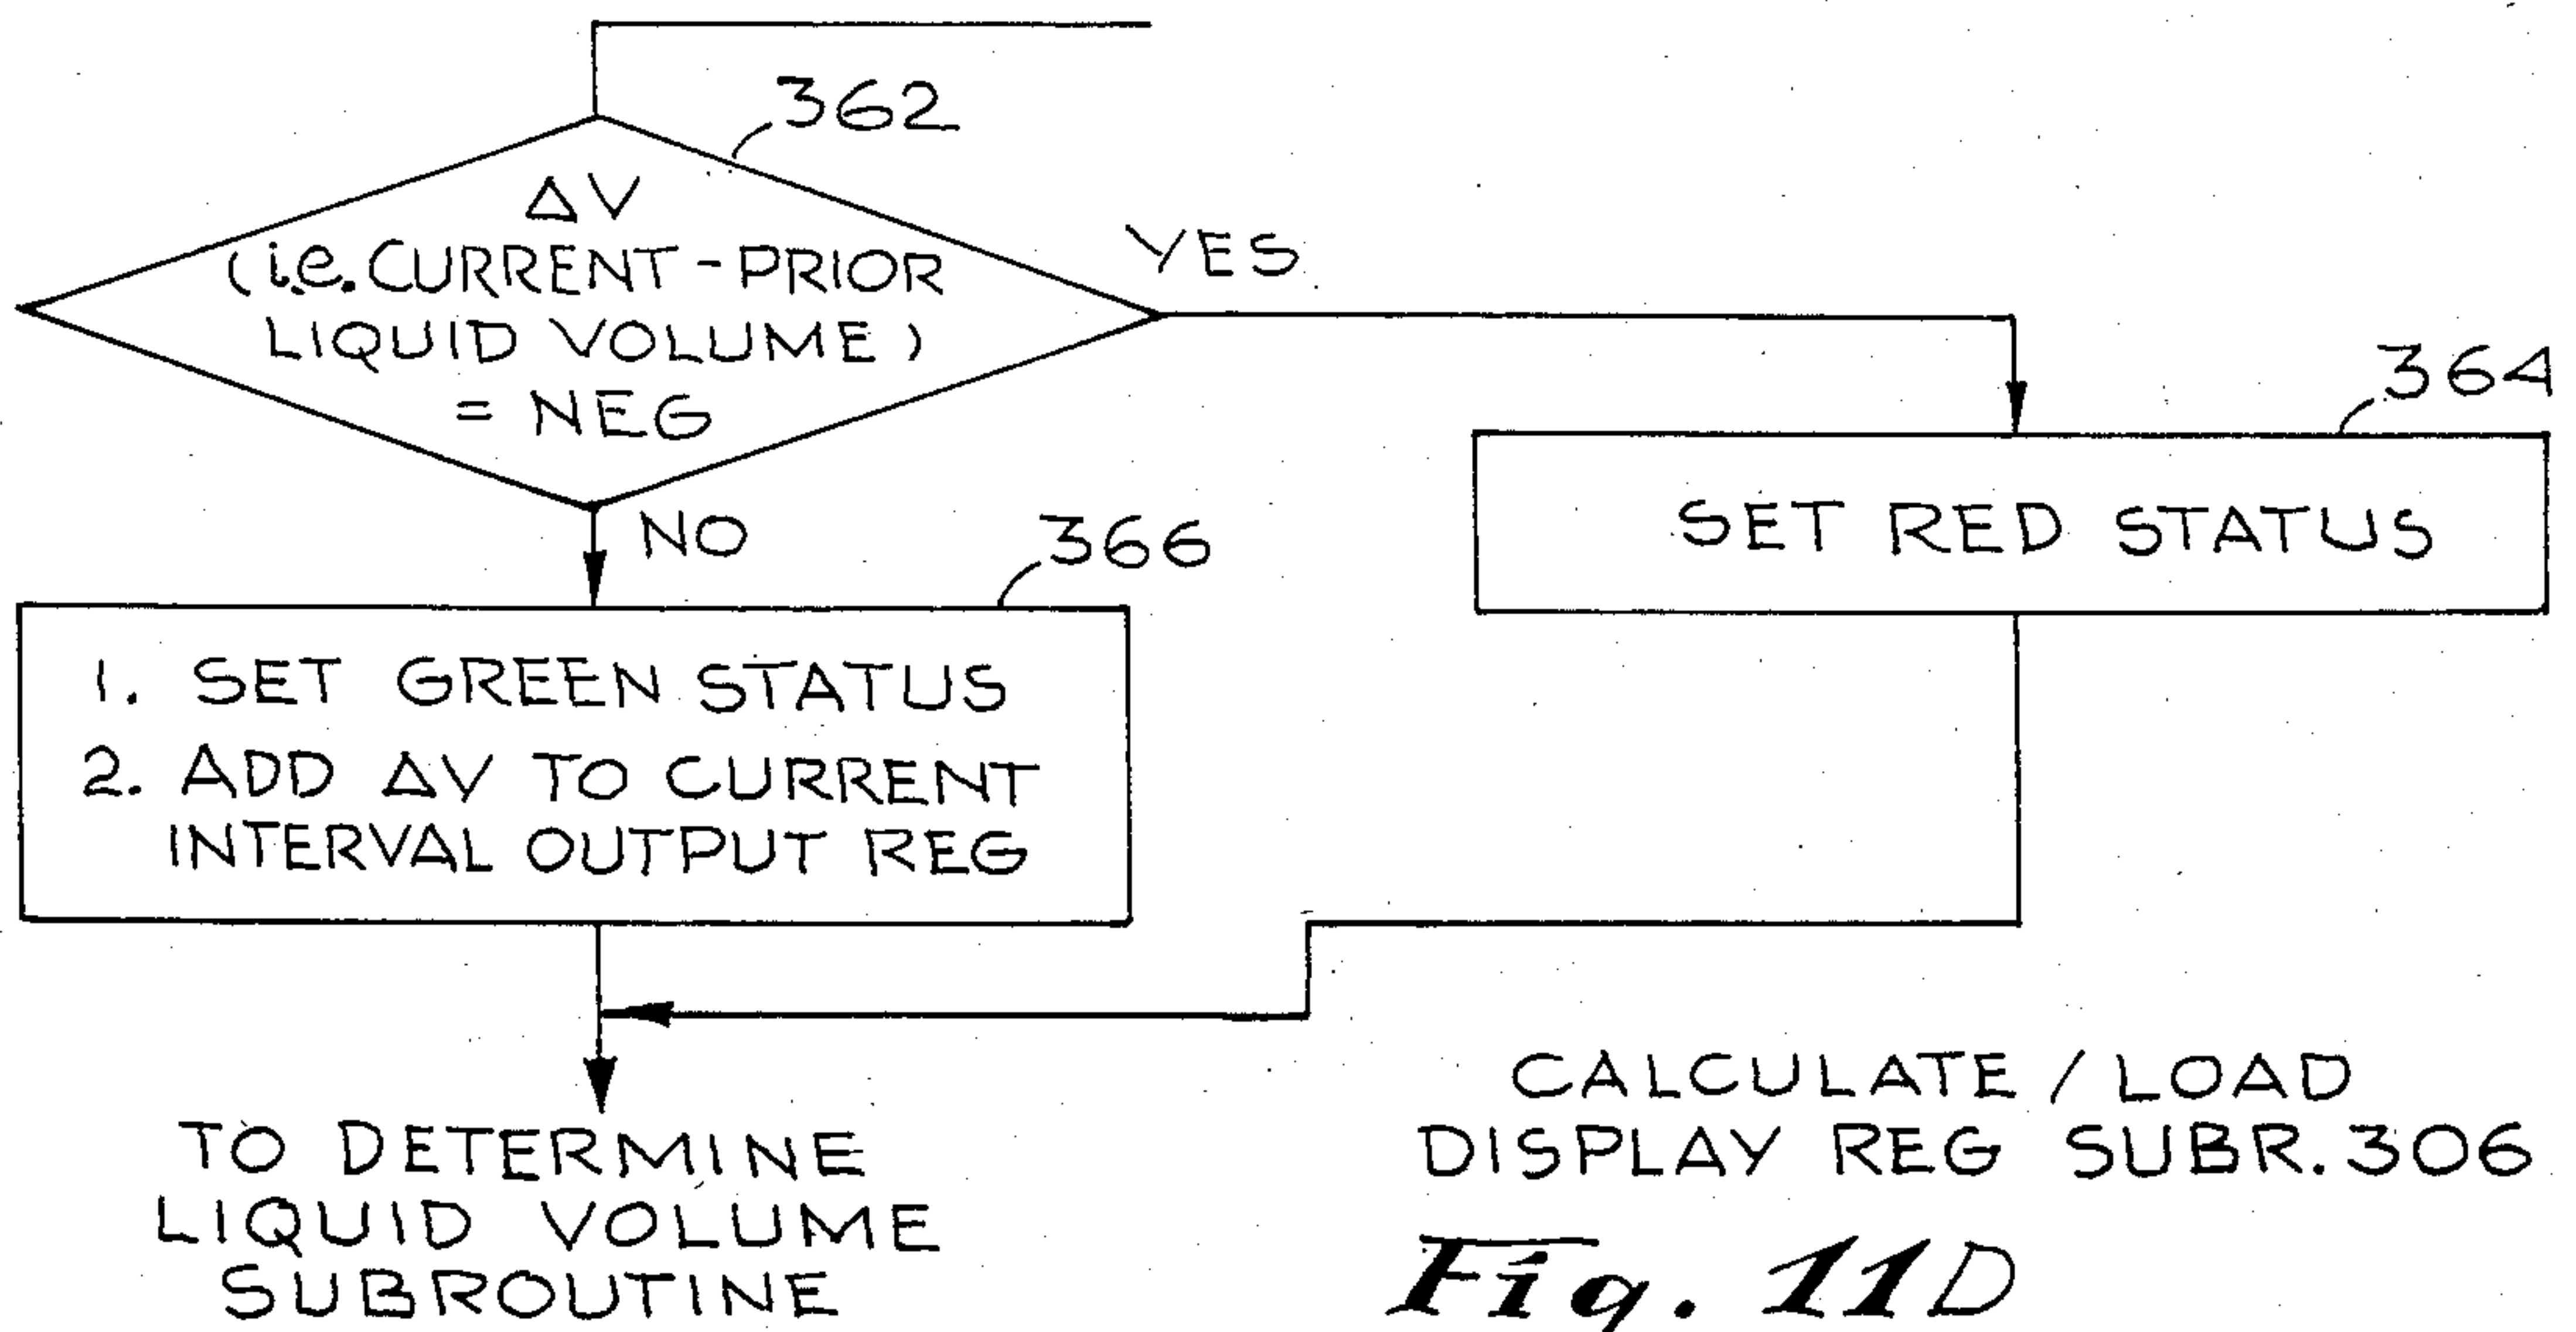 362
ΔV
(i.e. CURRENT - PRIOR
LIQUID VOLUME)
= NEG
YES
NO
364
SET RED STATUS
366
1. SET GREEN STATUS
2. ADD ΔV TO CURRENT
INTERVAL OUTPUT REG
TO DETERMINE
LIQUID VOLUME
SUBROUTINE
CALCULATE / LOAD
DISPLAY REG SUBR. 306
Fig. 11D